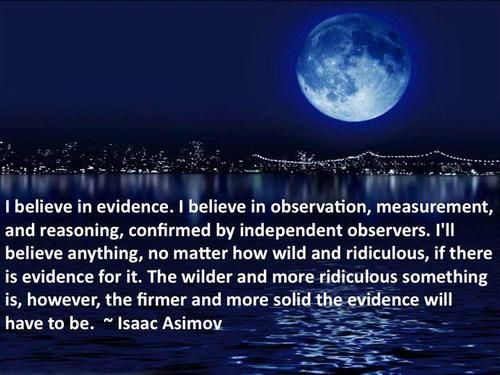 I believe in evidence. I believe in observation, measurement,
and reasoning, confirmed by independent observers. I'll
believe anything, no matter how wild and ridiculous, if there
is evidence for it. The wilder and more ridiculous something
is, however, the firmer and more solid the evidence will
have to be.  ~ Isaac Asimov